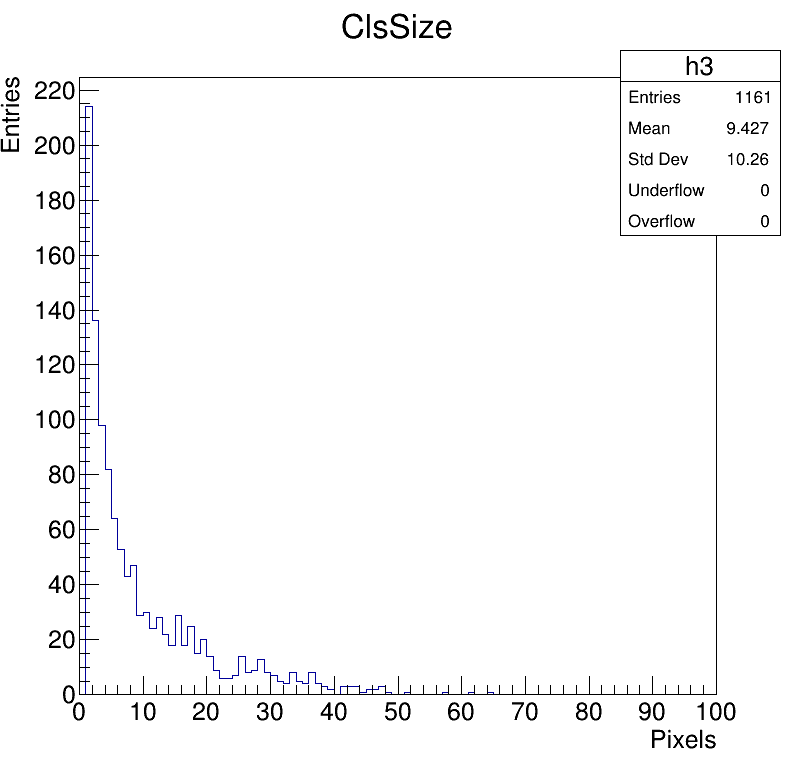 ClsSize
h3
Entries 1161
Mean 9.427
Std Dev 10.26
Underflow 0
Overflow 0
Entries
220
200
180
160
140
120
100
80
60
40
20
0
0 10 20 30 40 50 60 70 80 90 100
Pixels